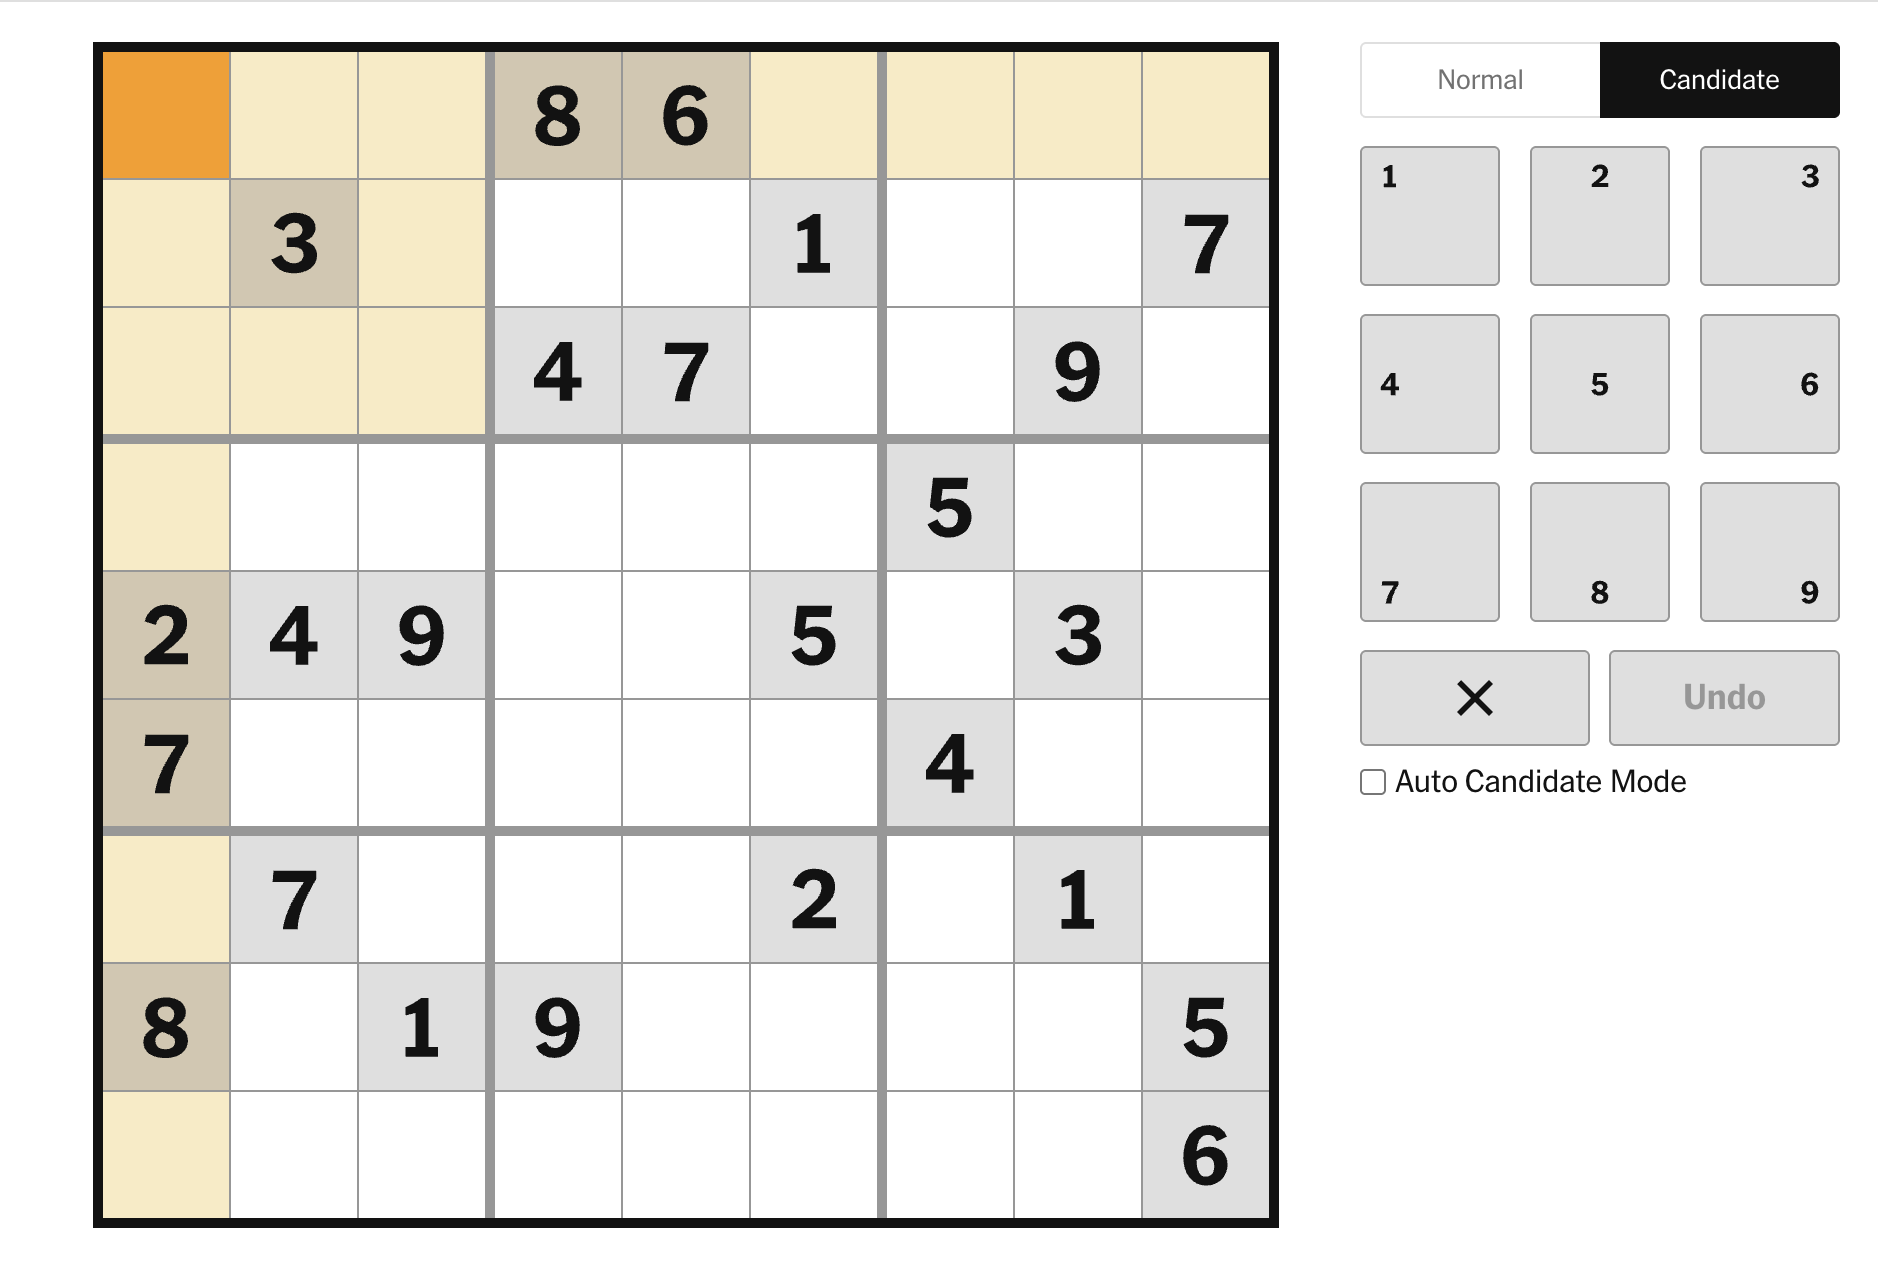 Normal Candidate
8 6
1 2 3
3 1 7
4 7 9
4 5 6
5
2 4 9 5 3
7 8 9
7 4
× Undo
Auto Candidate Mode
7 2 1
8 1 9 5
6